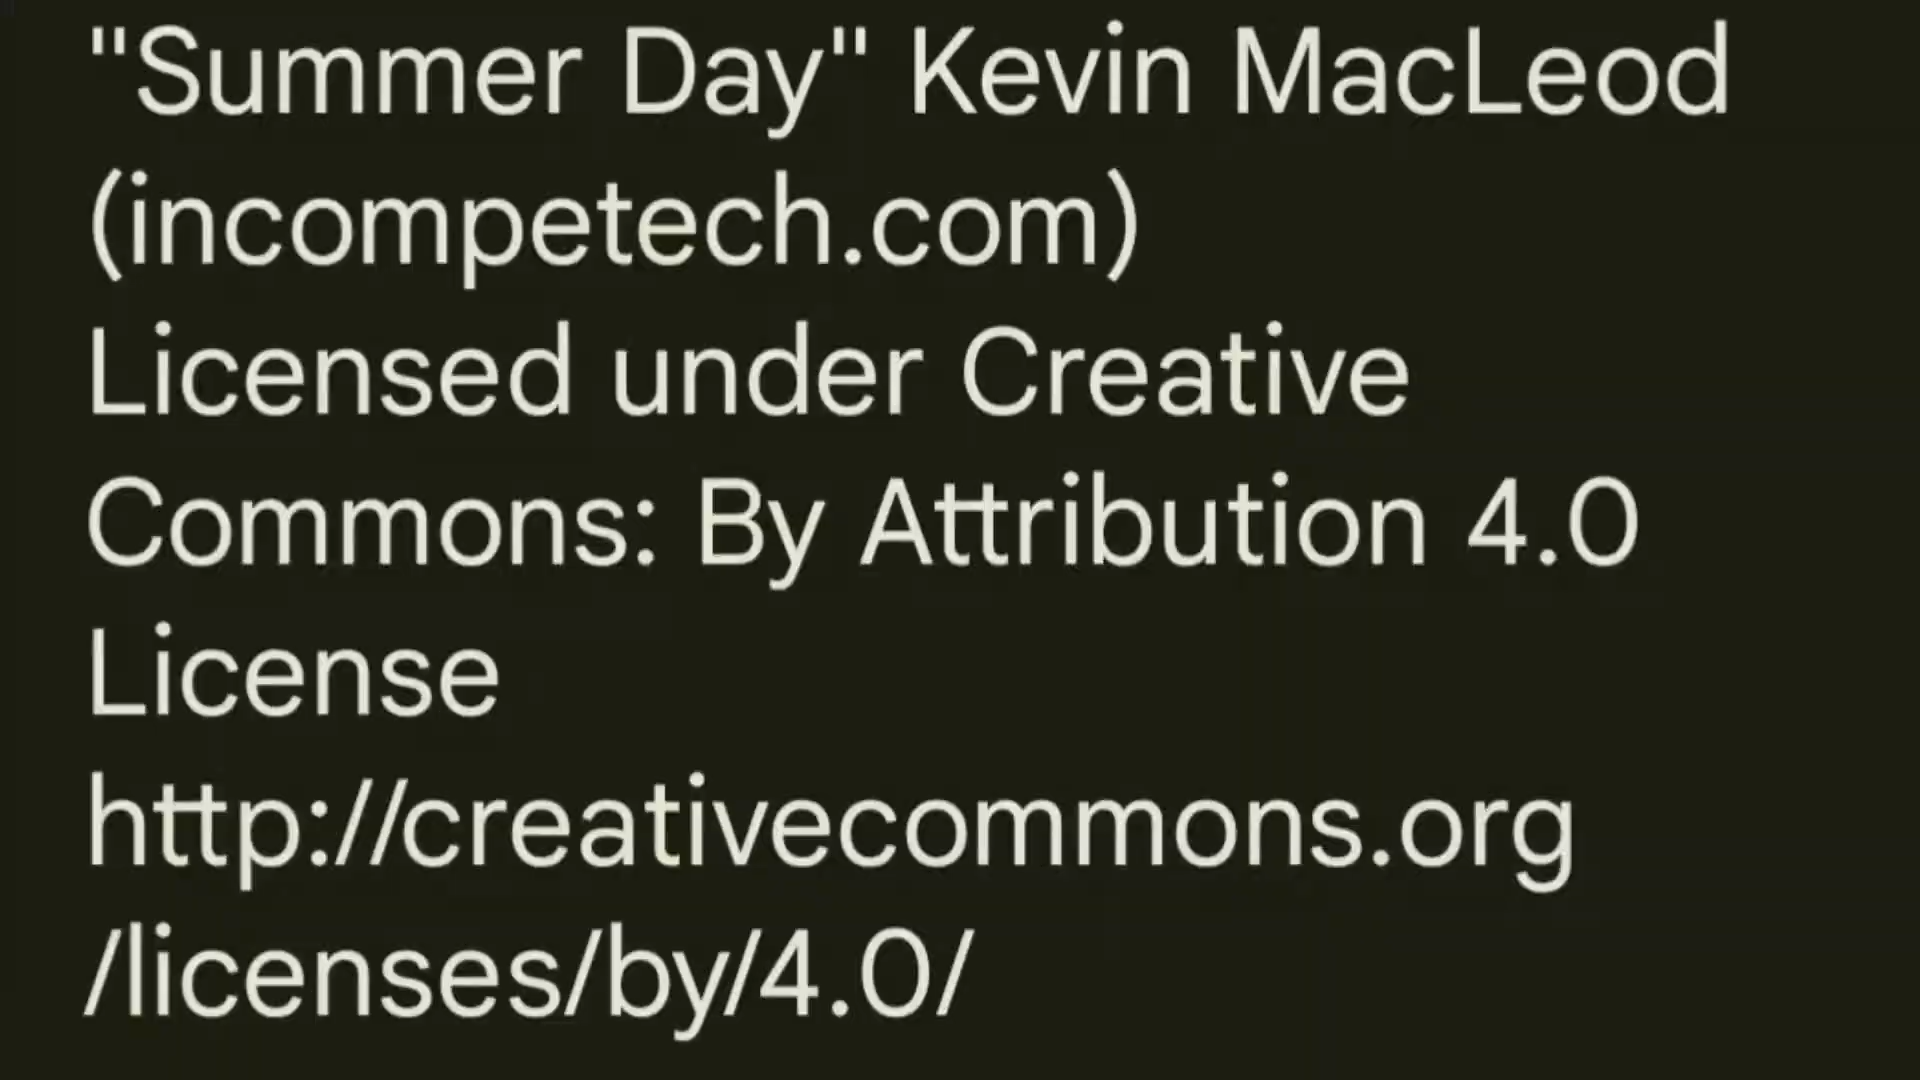 "Summer Day" Kevin MacLeod
(incompetech.com)
Licensed under Creative
Commons: By Attribution 4.0
License
http://creativecommons.org
/licenses/by/4.0/